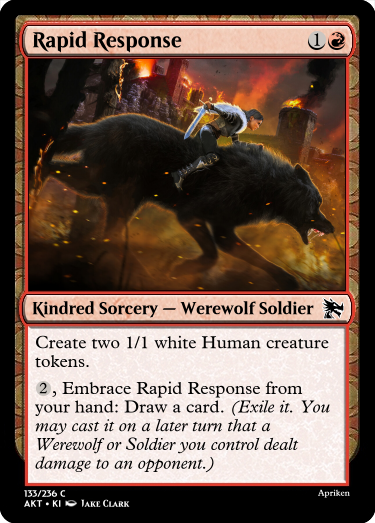 Rapid Response 1
Kindred Sorcery — Werewolf Soldier
Create two 1/1 white Human creature
tokens.
2, Embrace Rapid Response from
your hand: Draw a card. (Exile it. You
may cast it on a later turn that a
Werewolf or Soldier you control dealt
damage to an opponent.)
133/236 C Apriken
AKT • KI Jake Clark